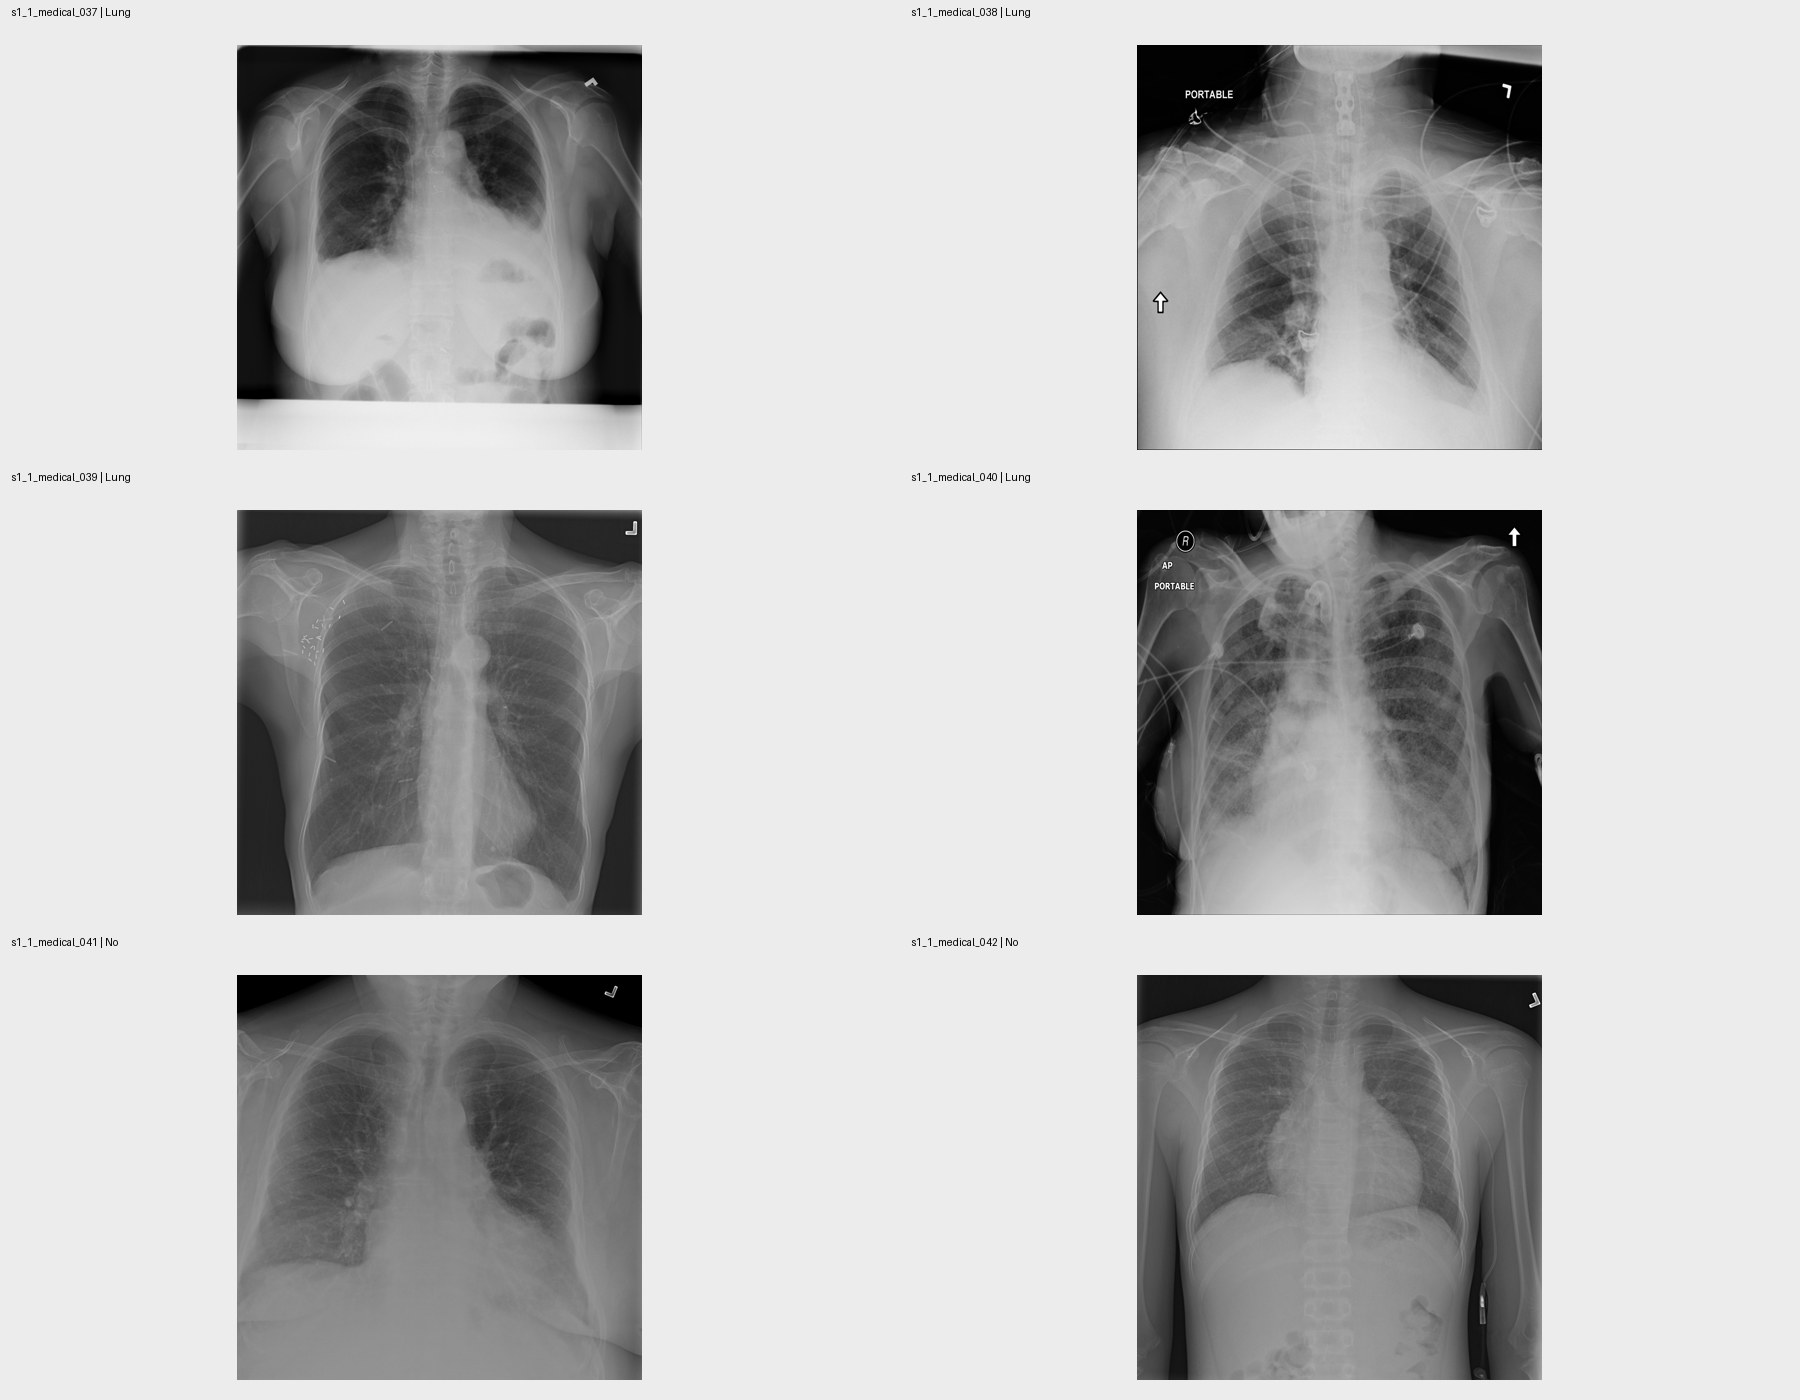 s1_1_medical_037 | Lung
s1_1_medical_038 | Lung
PORTABLE
s1_1_medical_039 | Lung
s1_1_medical_040 | Lung
R
AP
PORTABLE
s1_1_medical_041 | No
s1_1_medical_042 | No